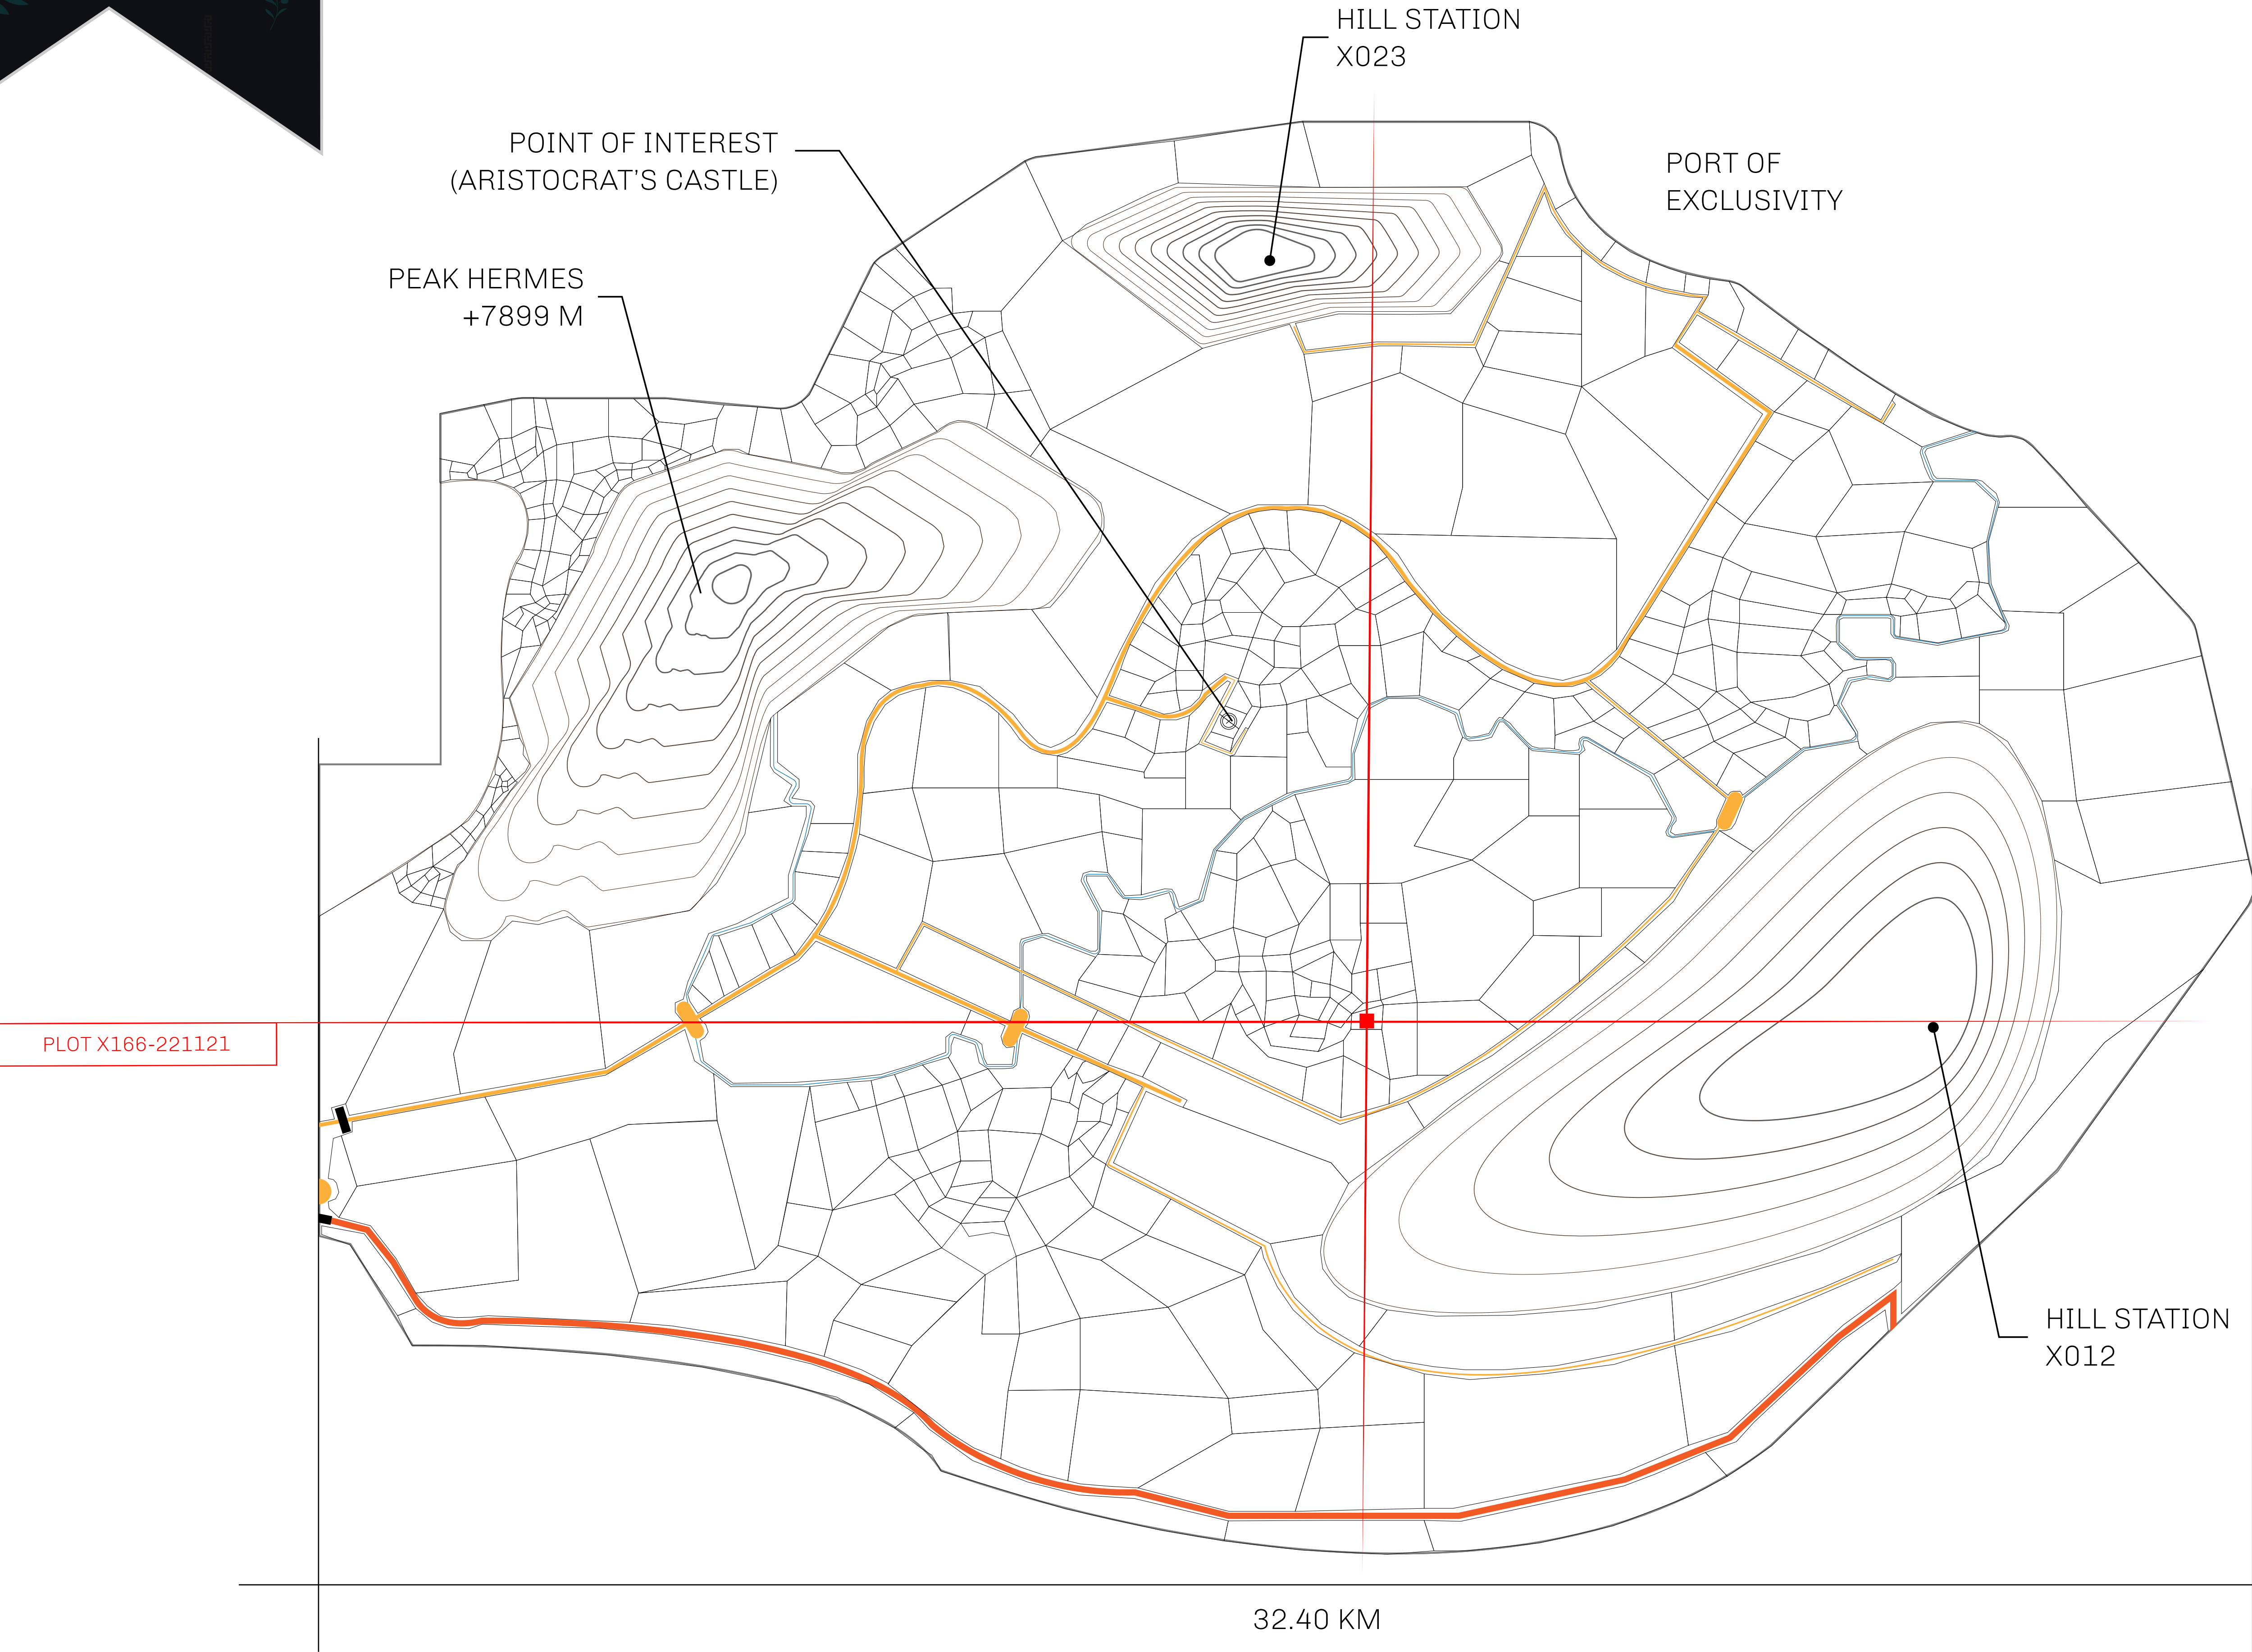 HILL STATION
X023
POINT OF INTEREST
(ARISTOCRAT'S CASTLE)
PORT OF
EXCLUSIVITY
PEAK HERMES
+7899 M
PLOT X166-221121
HILL STATION
X012
32.40 KM